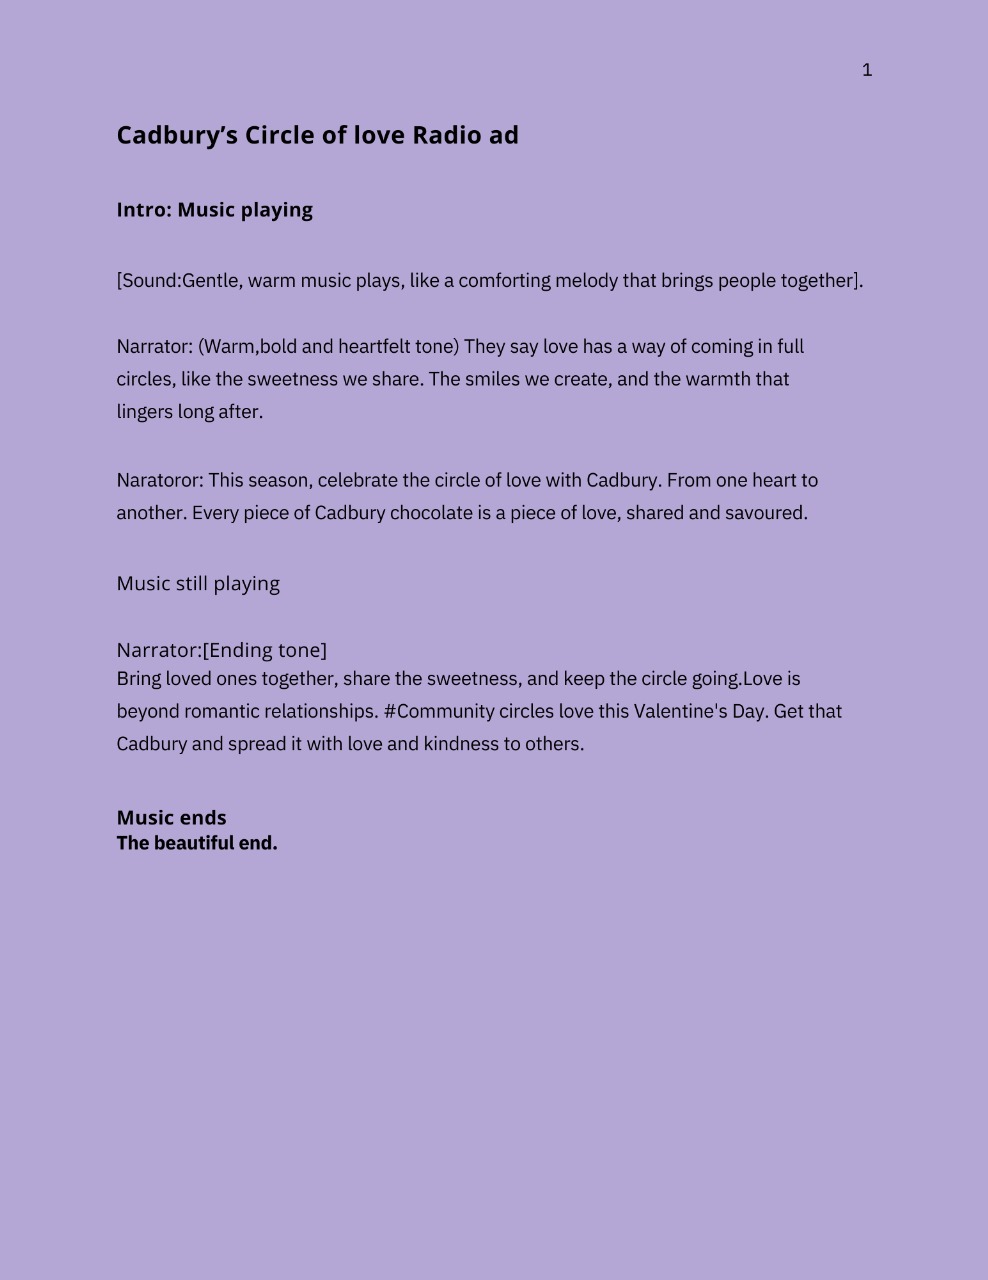 1
Cadbury’s Circle of love Radio ad
Intro: Music playing
[Sound:Gentle, warm music plays, like a comforting melody that brings people together].
Narrator: (Warm,bold and heartfelt tone) They say love has a way of coming in full
circles, like the sweetness we share. The smiles we create, and the warmth that
lingers long after.
Naratoror: This season, celebrate the circle of love with Cadbury. From one heart to
another. Every piece of Cadbury chocolate is a piece of love, shared and savoured.
Music still playing
Narrator:[Ending tone]
Bring loved ones together, share the sweetness, and keep the circle going.Love is
beyond romantic relationships. #Community circles love this Valentine's Day. Get that
Cadbury and spread it with love and kindness to others.
Music ends
The beautiful end.